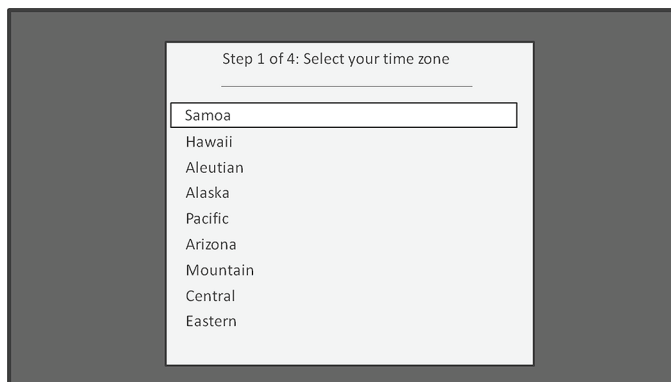 Step 1 of 4: Select your time zone
Samoa
Hawaii
Aleutian
Alaska
Pacific
Arizona
Mountain
Central
Eastern